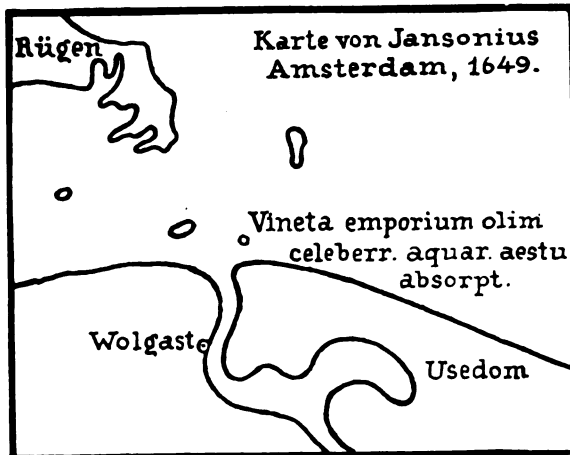 Rügen
Karte von Jansonius
Amsterdam, 1649.
Vineta emporium olim
celeberr. aquar. aestu
absorpt.
Wolgast
Usedom